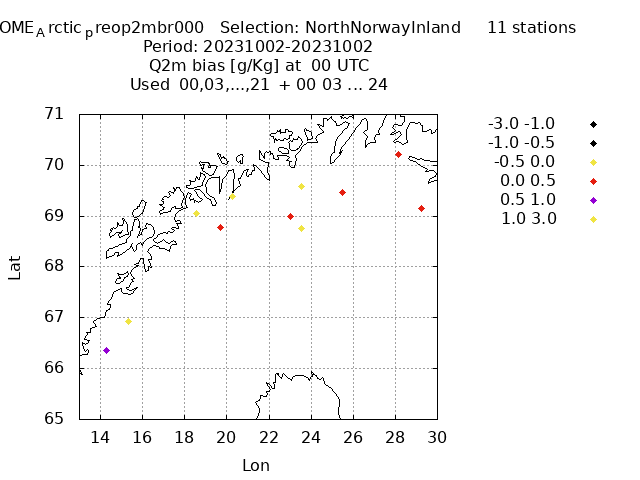 OME_A rctic_p reop2mbr000 Selection: NorthNorwayInland 11 stations
Period: 20231002-20231002
Q2m bias [g/Kg] at 00 UTC
Used 00,03,...,21 + 00 03 ... 24
71
70
69
68
67
66
65
Lat
14 16 18 20 22 24 26 28 30
Lon
-3.0 -1.0
-1.0 -0.5
-0.5 0.0
0.0 0.5
0.5 1.0
1.0 3.0